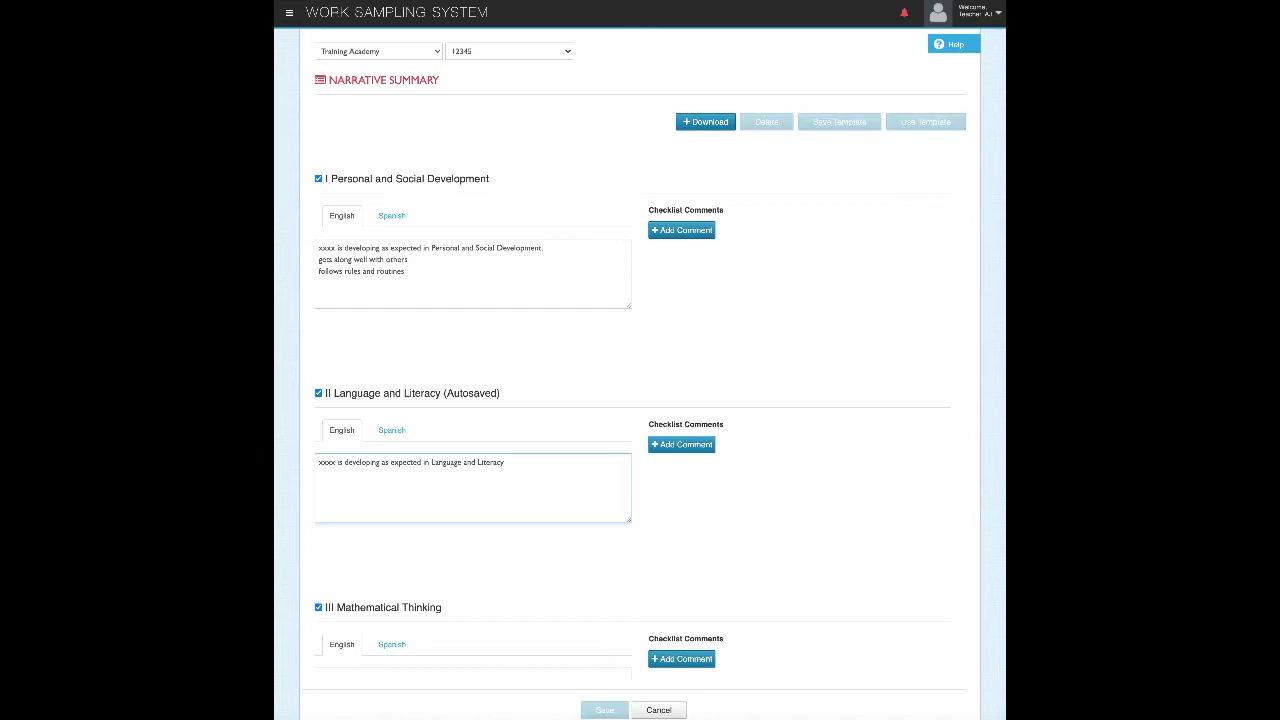 WORK SAMPLING SYSTEM
Welcome,
Teacher AJ
Training Academy 12345
Help
NARRATIVE SUMMARY
+ Download Delete Save Template Use Template
I Personal and Social Development
English Spanish
Checklist Comments
+ Add Comment
xxxx is developing as expected in Personal and Social Development.
gets along well with others
follows rules and routines
II Language and Literacy (Autosaved)
English Spanish
Checklist Comments
+ Add Comment
xxxx is developing as expected in Language and Literacy
III Mathematical Thinking
English Spanish
Checklist Comments
+ Add Comment
Save Cancel